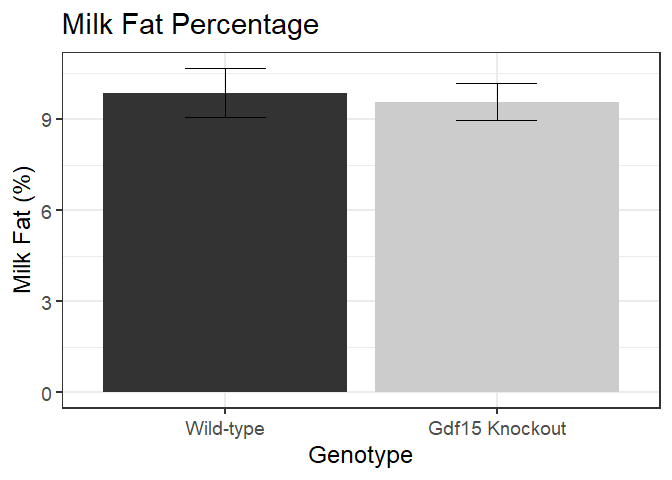 Milk Fat Percentage
Milk Fat (%)
9
6
3
0
Wild-type
Gdf15 Knockout
Genotype